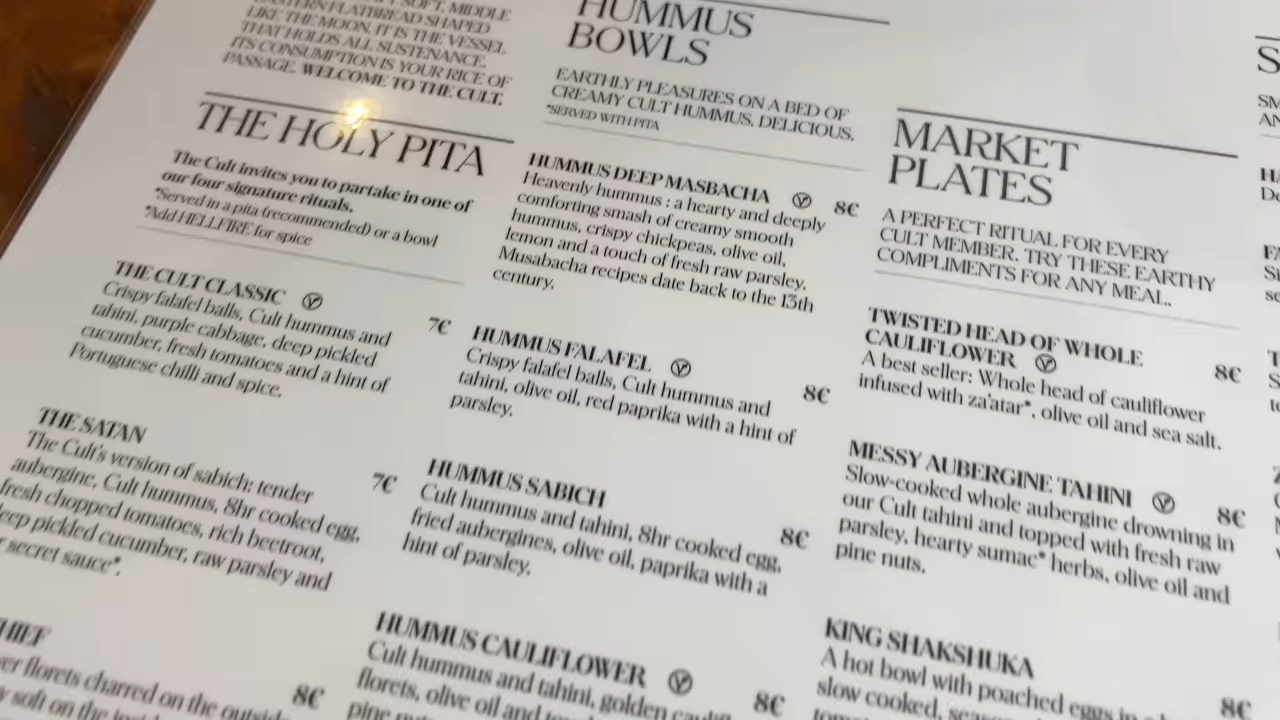 SOFT, MIDDLE
EASTERN FLATBREAD SHAPED
LIKE THE MOON, IT IS THE VESSEL
THAT HOLDS ALL SUSTENANCE.
ITS CONSUMPTION IS YOUR RICE OF
PASSAGE. WELCOME TO THE CULT.
THE HOLY PITA
The Cult invites you to partake in one of
our four signature rituals.
*Served in a pita (recommended) or a bowl
*Add HELLFIRE for spice
THE CULT CLASSIC Ⓥ
Crispy falafel balls, Cult hummus and
tahini, purple cabbage, deep pickled
cucumber, fresh tomatoes and a hint of
Portuguese chilli and spice.
7€
THE SATAN
The Cult's version of sabich: tender
aubergine, Cult hummus, 8hr cooked egg,
fresh chopped tomatoes, rich beetroot,
deep pickled cucumber, raw parsley and
secret sauce*.
7€
florets charred on the outside
soft on the
8€
HUMMUS
BOWLS
EARTHLY PLEASURES ON A BED OF
CREAMY CULT HUMMUS. DELICIOUS.
*SERVED WITH PITA
HUMMUS DEEP MASBACHA Ⓥ 8€
Heavenly hummus : a hearty and deeply
comforting smash of creamy smooth
hummus, crispy chickpeas, olive oil,
lemon and a touch of fresh raw parsley.
Musabacha recipes date back to the 13th
century.
HUMMUS FALAFEL Ⓥ
Crispy falafel balls, Cult hummus and
tahini, olive oil, red paprika with a hint of
parsley.
8€
HUMMUS SABICH
Cult hummus and tahini, 8hr cooked egg,
fried aubergines, olive oil, paprika with a
hint of parsley.
8€
HUMMUS CAULIFLOWER Ⓥ
Cult hummus and tahini, golden
florets, olive oil and
pine
8€
MARKET
PLATES
A PERFECT RITUAL FOR EVERY
CULT MEMBER. TRY THESE EARTHY
COMPLIMENTS FOR ANY MEAL.
TWISTED HEAD OF WHOLE
CAULIFLOWER Ⓥ
8€
A best seller: Whole head of cauliflower
infused with za'atar*, olive oil and sea salt.
MESSY AUBERGINE TAHINI Ⓥ 8€
Slow-cooked whole aubergine drowning in
our Cult tahini and topped with fresh raw
parsley, hearty sumac* herbs, olive oil and
pine nuts.
KING SHAKSHUKA
A hot bowl with poached eggs in a
slow cooked,
8€